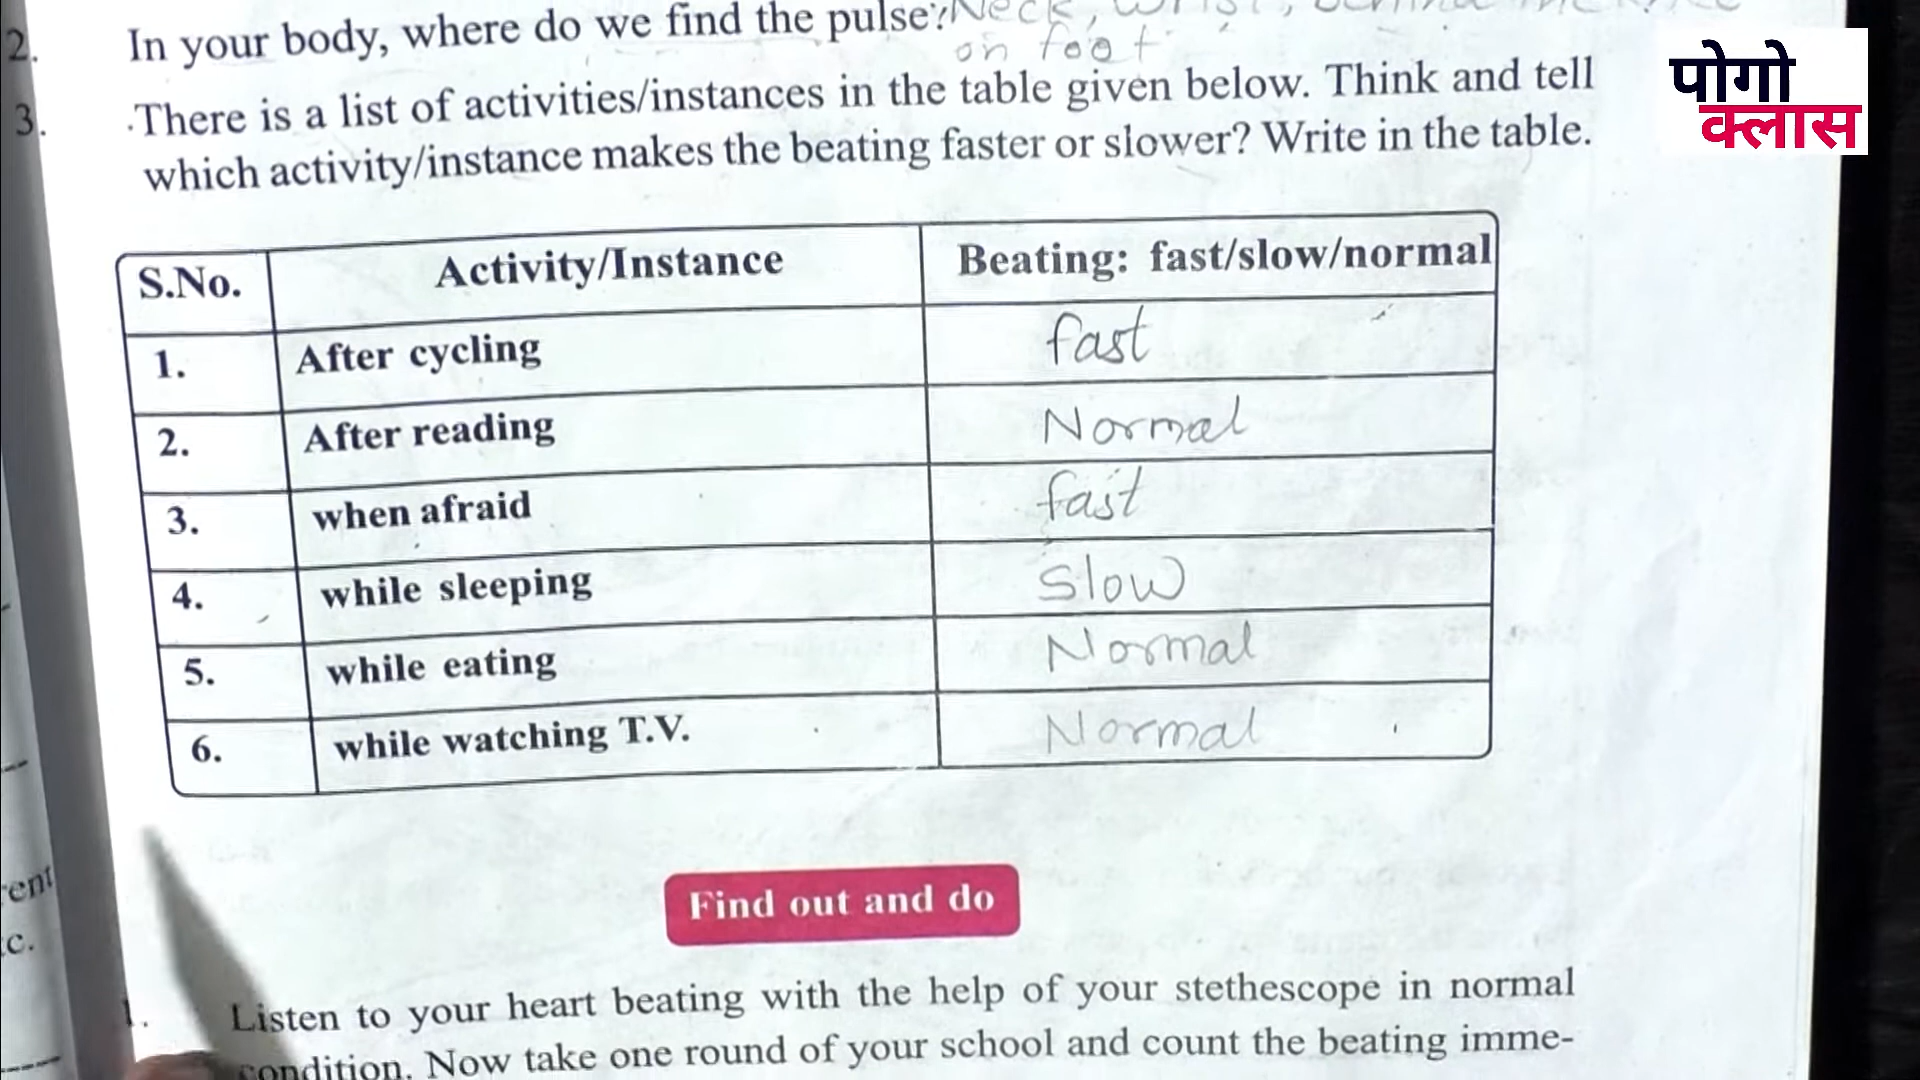 2. In your body, where do we find the pulse? Neck, wrist, behind the knee
on foot
3. There is a list of activities/instances in the table given below. Think and tell
which activity/instance makes the beating faster or slower? Write in the table.
पोगो
क्लास
S.No. Activity/Instance Beating: fast/slow/normal
1. After cycling fast
2. After reading Normal
3. when afraid fast
4. while sleeping Slow
5. while eating Normal
6. while watching T.V. Normal
Find out and do
1. Listen to your heart beating with the help of your stethescope in normal
condition. Now take one round of your school and count the beating imme-
ent
c.